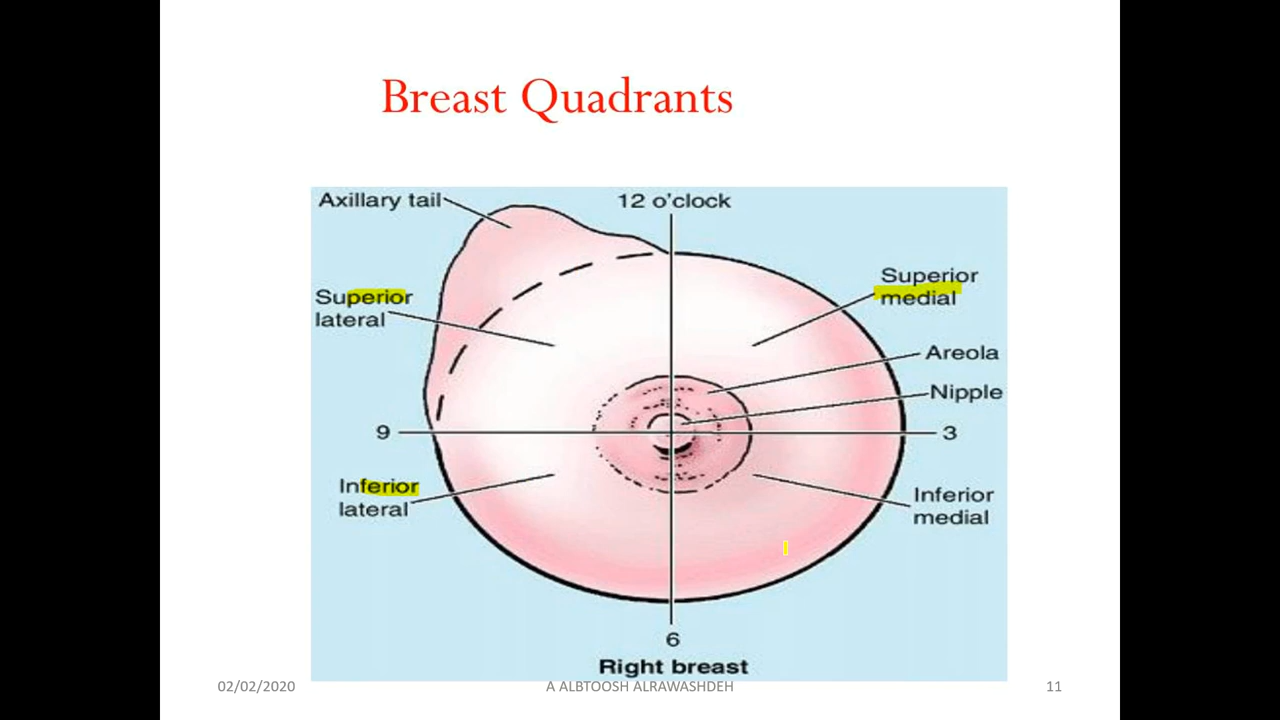 Breast Quadrants
Axillary tail
12 o'clock
Superior
lateral
Superior
medial
Areola
Nipple
9
3
Inferior
lateral
Inferior
medial
6
Right breast
02/02/2020
A ALBTOOSH ALRAWASHDEH
11